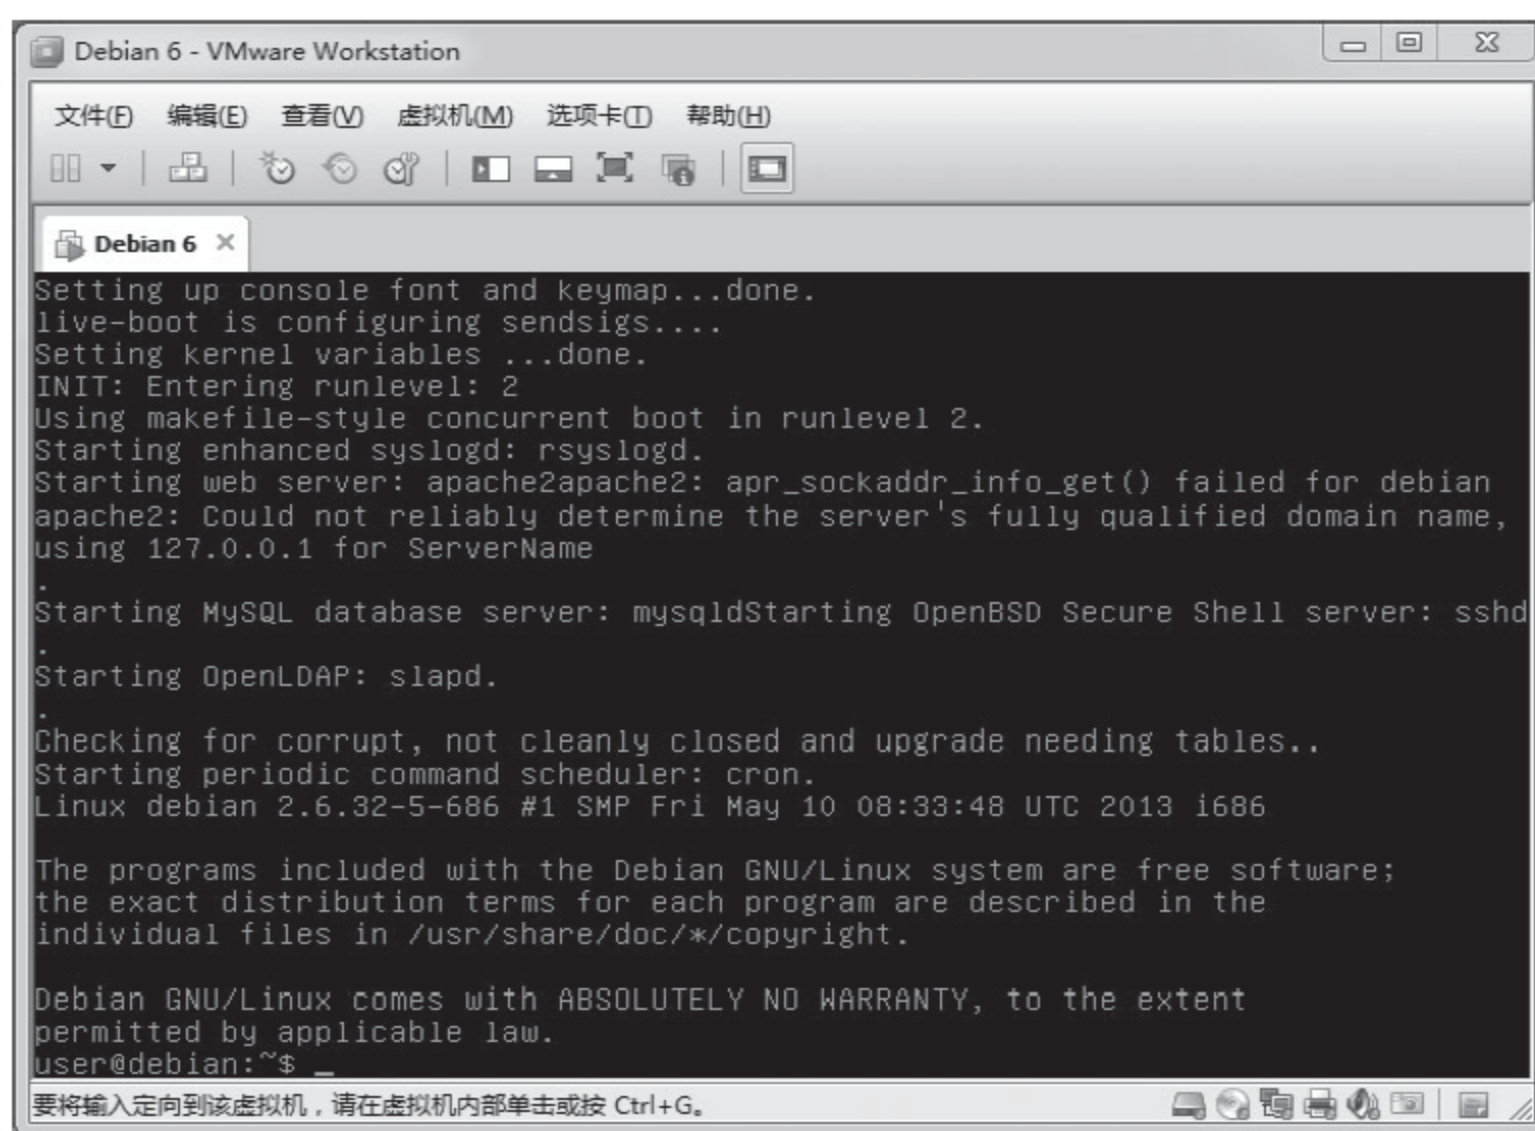 Debian 6 - VMware Workstation
文件(F) 编辑(E) 查看(V) 虚拟机(M) 选项卡(T) 帮助(H)
Debian 6
Setting up console font and keymap...done.
live-boot is configuring sendsigs....
Setting kernel variables ...done.
INIT: Entering runlevel: 2
Using makefile-style concurrent boot in runlevel 2.
Starting enhanced syslogd: rsyslogd.
Starting web server: apache2apache2: apr_sockaddr_info_get() failed for debian
apache2: Could not reliably determine the server's fully qualified domain name,
using 127.0.0.1 for ServerName
.
Starting MySQL database server: mysqldStarting OpenBSD Secure Shell server: sshd
.
Starting OpenLDAP: slapd.
.
Checking for corrupt, not cleanly closed and upgrade needing tables..
Starting periodic command scheduler: cron.
Linux debian 2.6.32-5-686 #1 SMP Fri May 10 08:33:48 UTC 2013 i686
The programs included with the Debian GNU/Linux system are free software;
the exact distribution terms for each program are described in the
individual files in /usr/share/doc/*/copyright.
Debian GNU/Linux comes with ABSOLUTELY NO WARRANTY, to the extent
permitted by applicable law.
user@debian:~$ _
要将输入定向到该虚拟机，请在虚拟机内部单击或按 Ctrl+G。